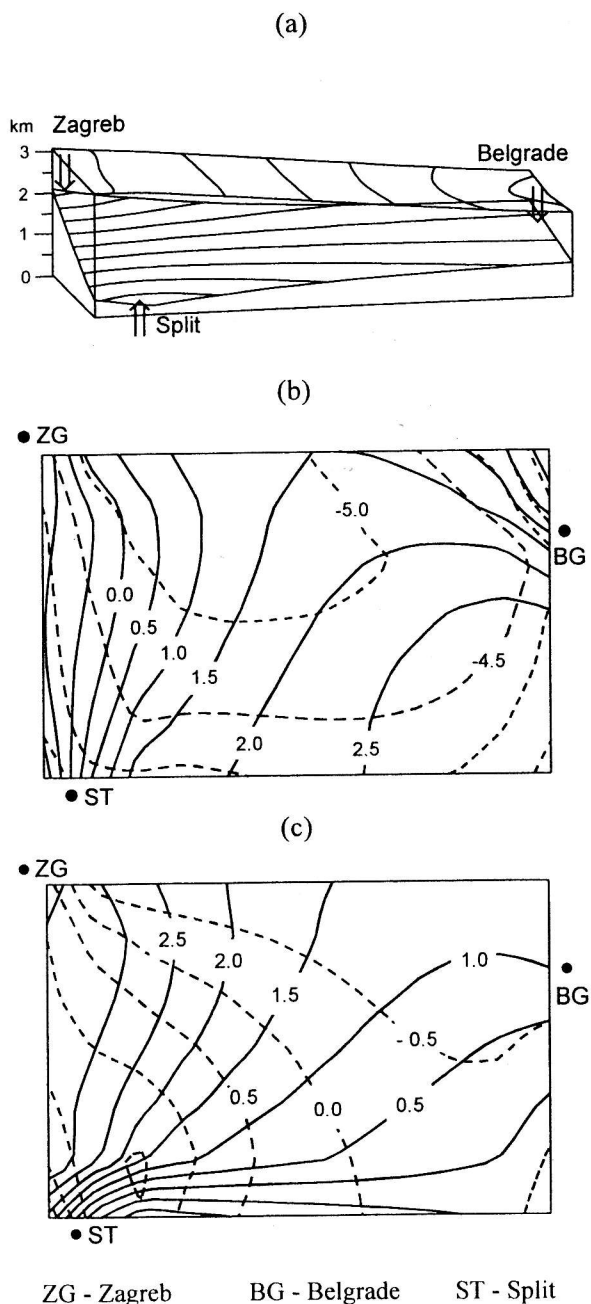 (a)
km Zagreb
3
Belgrade
2
1
0
Split
(b)
ZG
-5.0
BG
0.0
0.5
1.0
1.5
-4.5
2.0
2.5
ST
(c)
ZG
2.5
2.0
1.0
1.5
BG
- 0.5
0.5
0.0
0.5
ST
ZG - Zagreb BG - Belgrade ST - Split